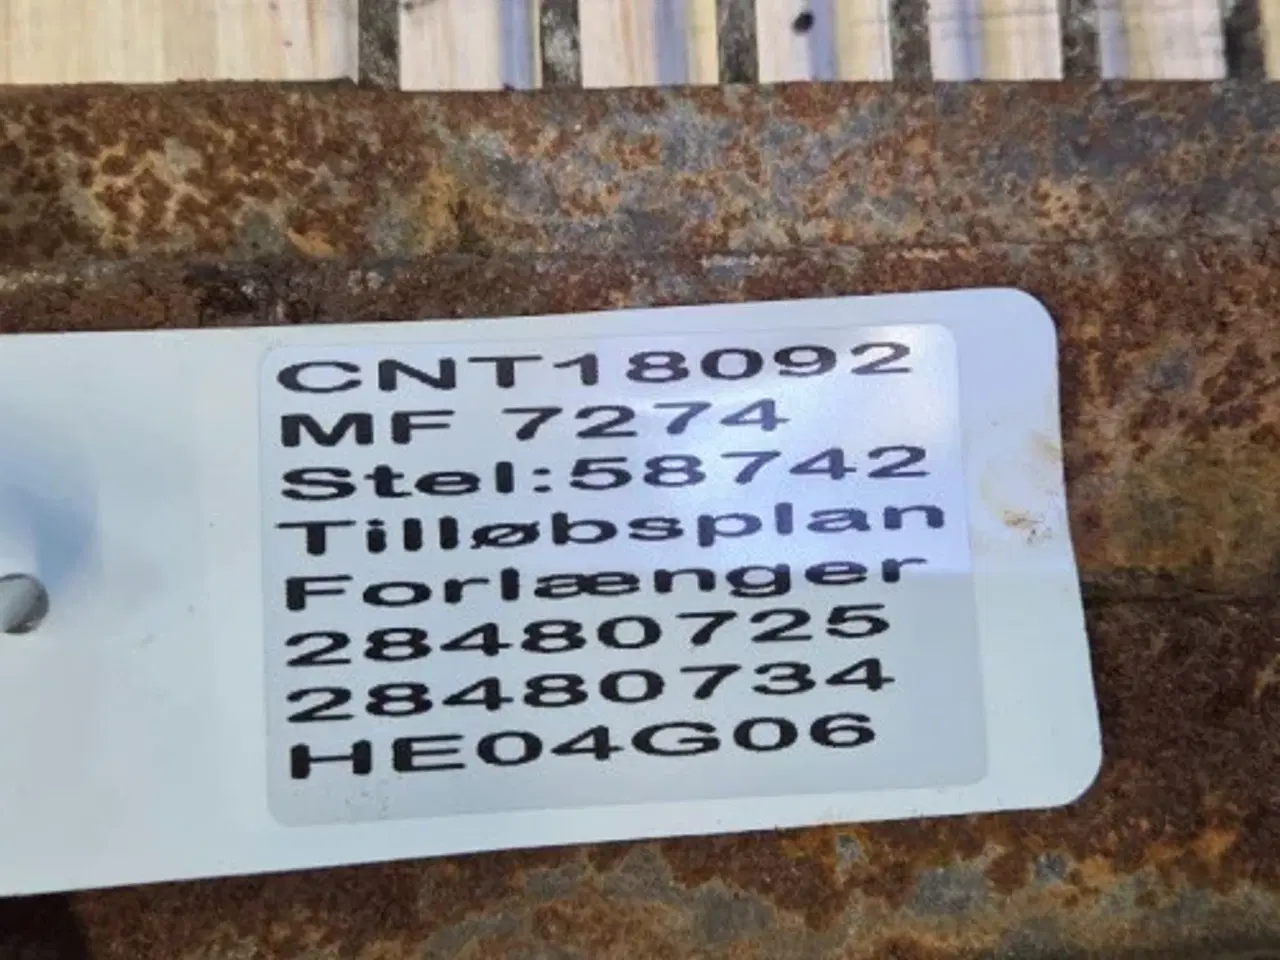 CNT18092
MF 7274
Stel:58742
Tilløbsplan
Forlænger
28480725
28480734
HE04G06